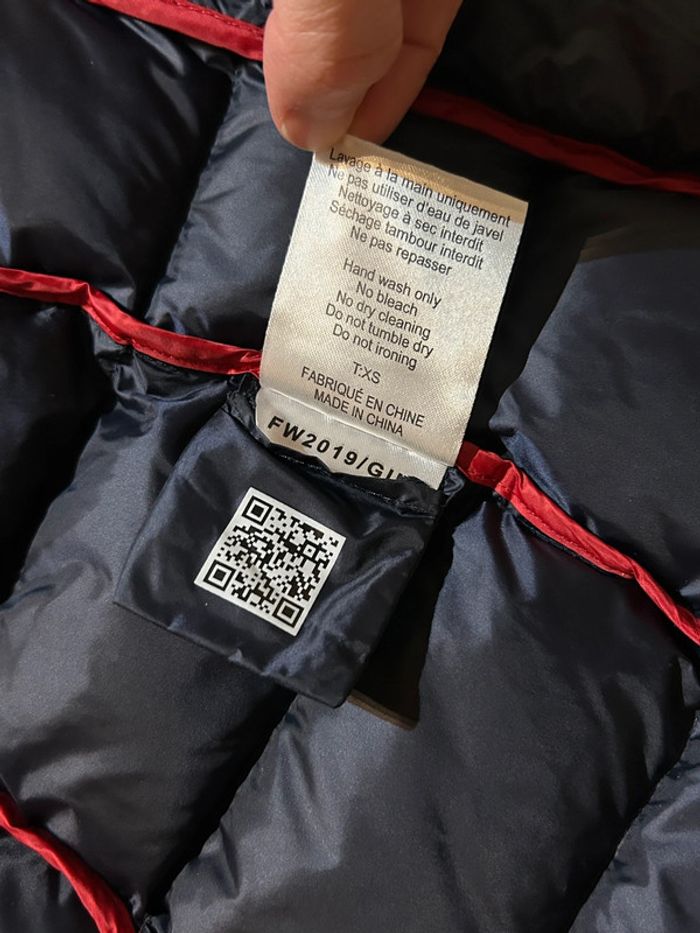 Lavage à la main uniquement
Ne pas utiliser d'eau de javel
Nettoyage à sec interdit
Séchage tambour interdit
Ne pas repasser
Hand wash only
No bleach
No dry cleaning
Do not tumble dry
Do not ironing
T:XS
FABRIQUÉ EN CHINE
MADE IN CHINA
FW2019/